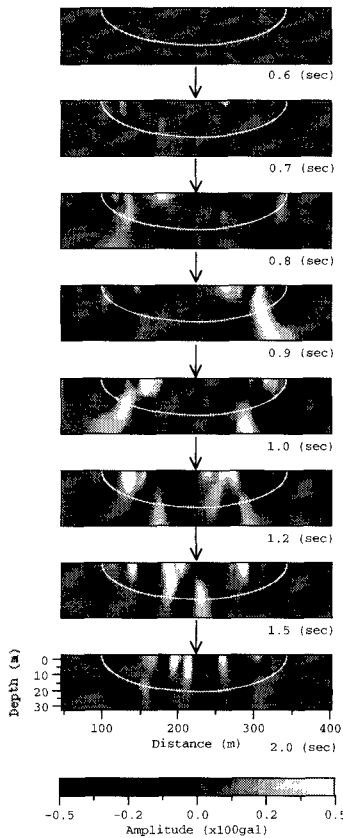 0.6 (sec)
0.7 (sec)
0.8 (sec)
0.9 (sec)
1.0 (sec)
1.2 (sec)
1.5 (sec)
Depth (m)
0
10
20
30
100 200 300 400
Distance (m) 2.0 (sec)
-0.5 -0.2 0.0 0.2 0.5
Amplitude (x100gal)